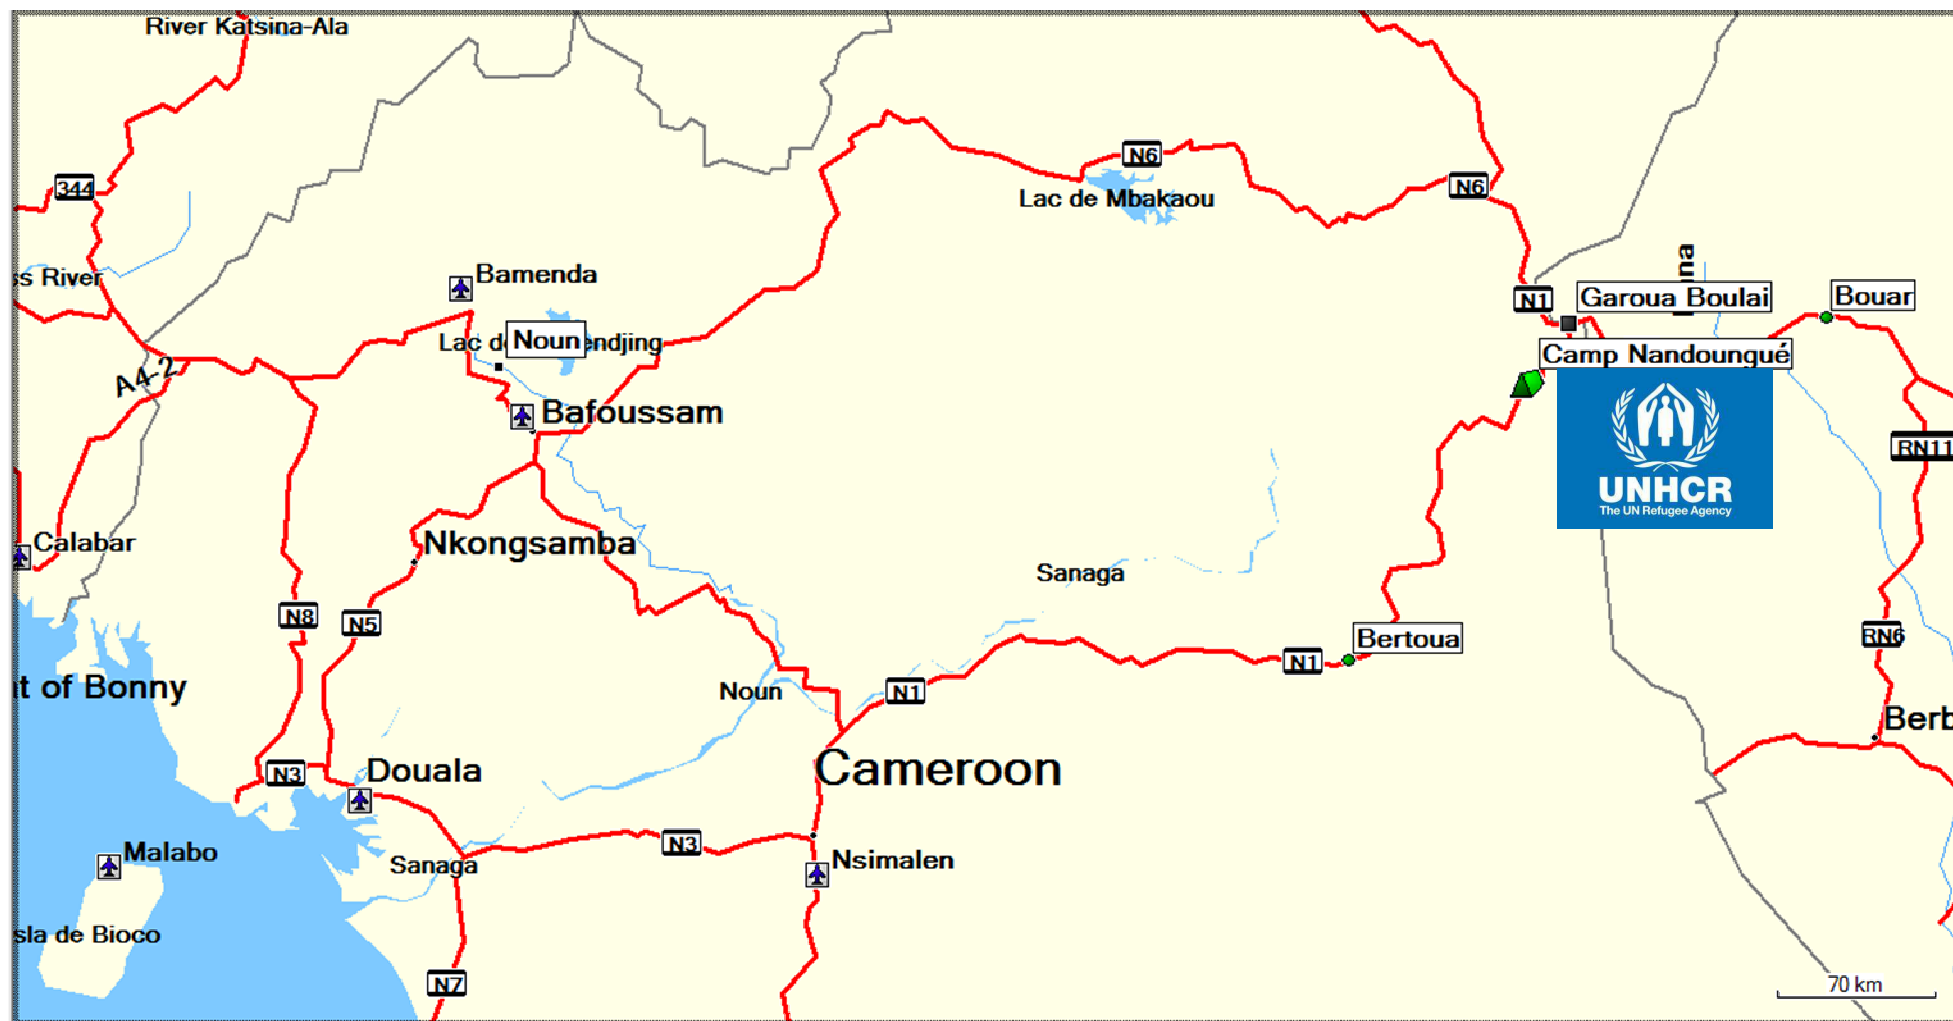 River Katsina-Ala
344
N6
N6
Lac de Mbakaou
ss River
Bamenda
N1
Garoua Boulai
Bouar
una
Lac d
Noun
endjing
Camp Nandoungué
A4-2
Bafoussam
RN11
UNHCR
The UN Refugee Agency
Calabar
Nkongsamba
Sanaga
N8
N5
RN6
Bertoua
N1
t of Bonny
Noun
N1
Berb
N3
Douala
Cameroon
N3
Malabo
Sanaga
Nsimalen
sla de Bioco
N7
70 km